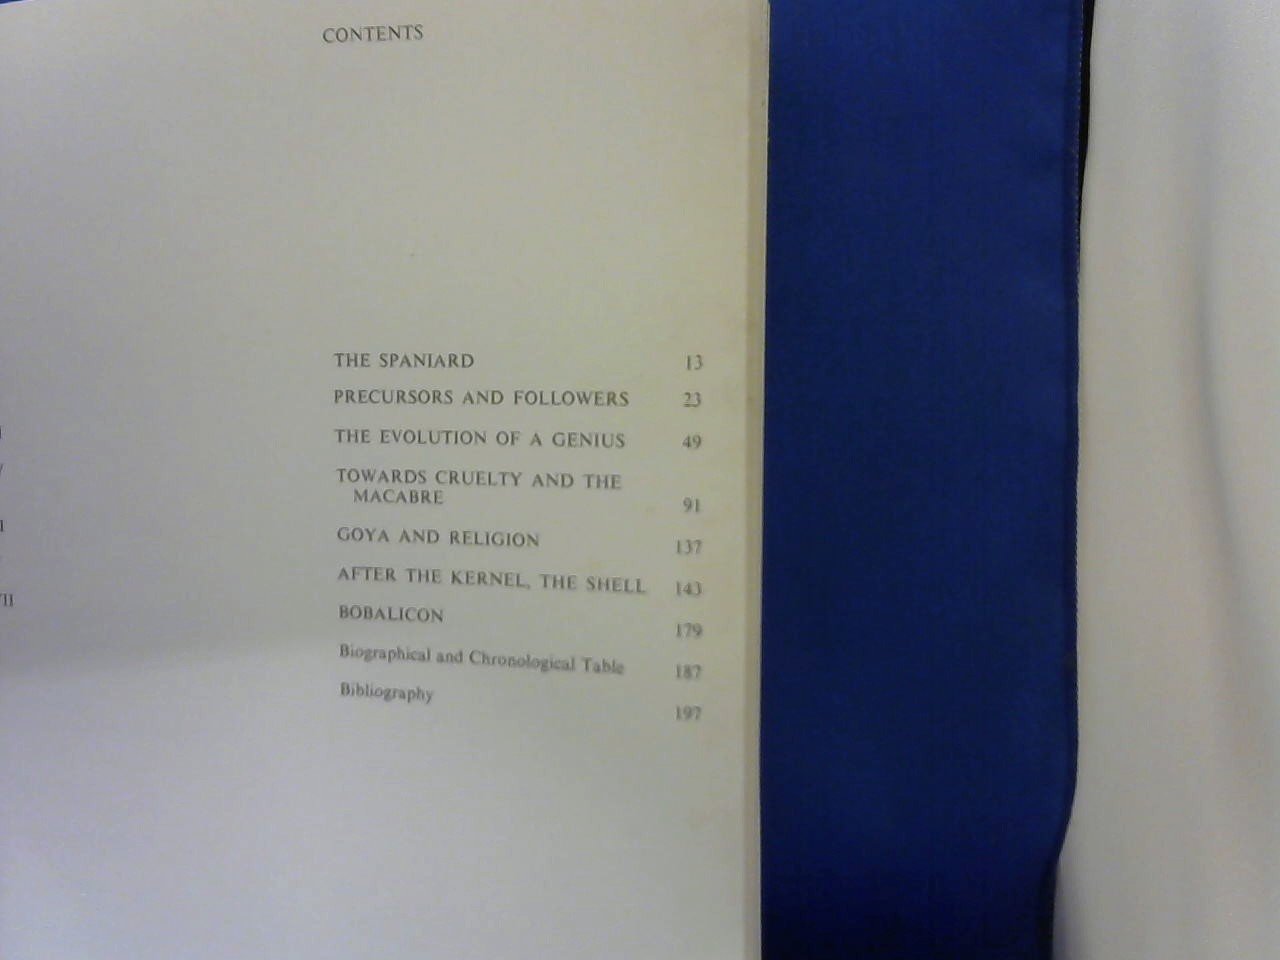 CONTENTS
THE SPANIARD 13
PRECURSORS AND FOLLOWERS 23
THE EVOLUTION OF A GENIUS 49
TOWARDS CRUELTY AND THE
MACABRE 91
GOYA AND RELIGION 137
AFTER THE KERNEL, THE SHELL 143
BOBALICON 179
Biographical and Chronological Table 187
Bibliography 197